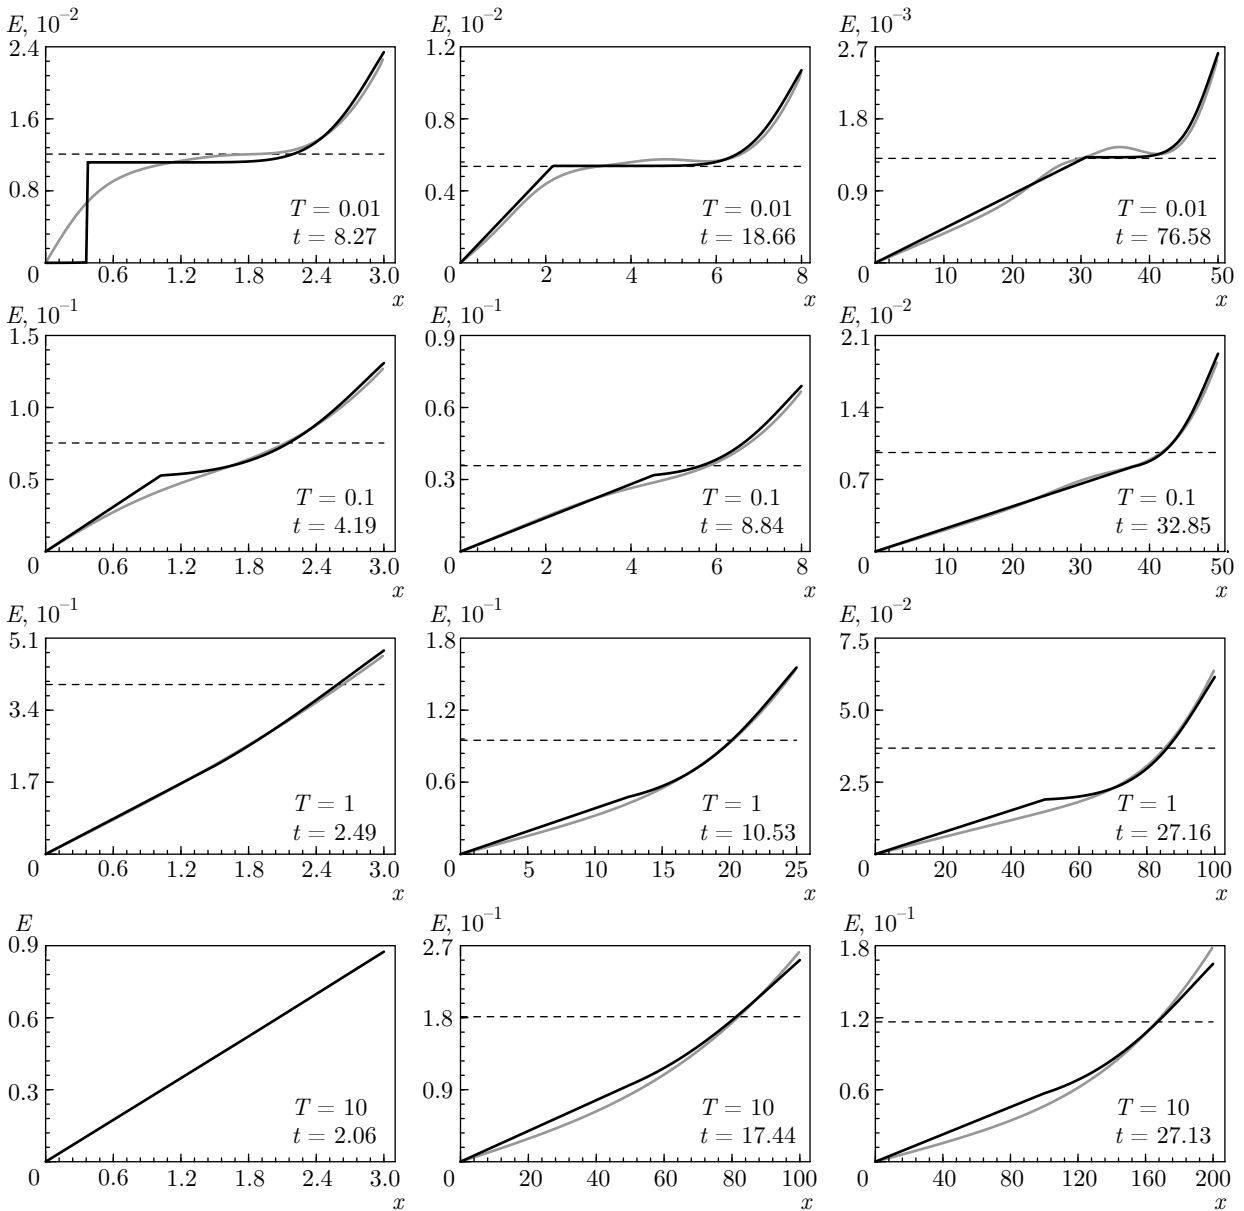 E, 10⁻² E, 10⁻² E, 10⁻³
2.4 1.2 2.7
1.6 0.8 1.8
0.8 0.4 0.9
T = 0.01 T = 0.01 T = 0.01
t = 8.27 t = 18.66 t = 76.58
0 0.6 1.2 1.8 2.4 3.0 0 2 4 6 8 0 10 20 30 40 50
x x x
E, 10⁻¹ E, 10⁻¹ E, 10⁻²
1.5 0.9 2.1
1.0 0.6 1.4
0.5 0.3 0.7
T = 0.1 T = 0.1 T = 0.1
t = 4.19 t = 8.84 t = 32.85
0 0.6 1.2 1.8 2.4 3.0 0 2 4 6 8 0 10 20 30 40 50
x x x
E, 10⁻¹ E, 10⁻¹ E, 10⁻²
5.1 1.8 7.5
3.4 1.2 5.0
1.7 0.6 2.5
T = 1 T = 1 T = 1
t = 2.49 t = 10.53 t = 27.16
0 0.6 1.2 1.8 2.4 3.0 0 5 10 15 20 25 0 20 40 60 80 100
x x x
E E, 10⁻¹ E, 10⁻¹
0.9 2.7 1.8
0.6 1.8 1.2
0.3 0.9 0.6
T = 10 T = 10 T = 10
t = 2.06 t = 17.44 t = 27.13
0 0.6 1.2 1.8 2.4 3.0 0 20 40 60 80 100 0 40 80 120 160 200
x x x